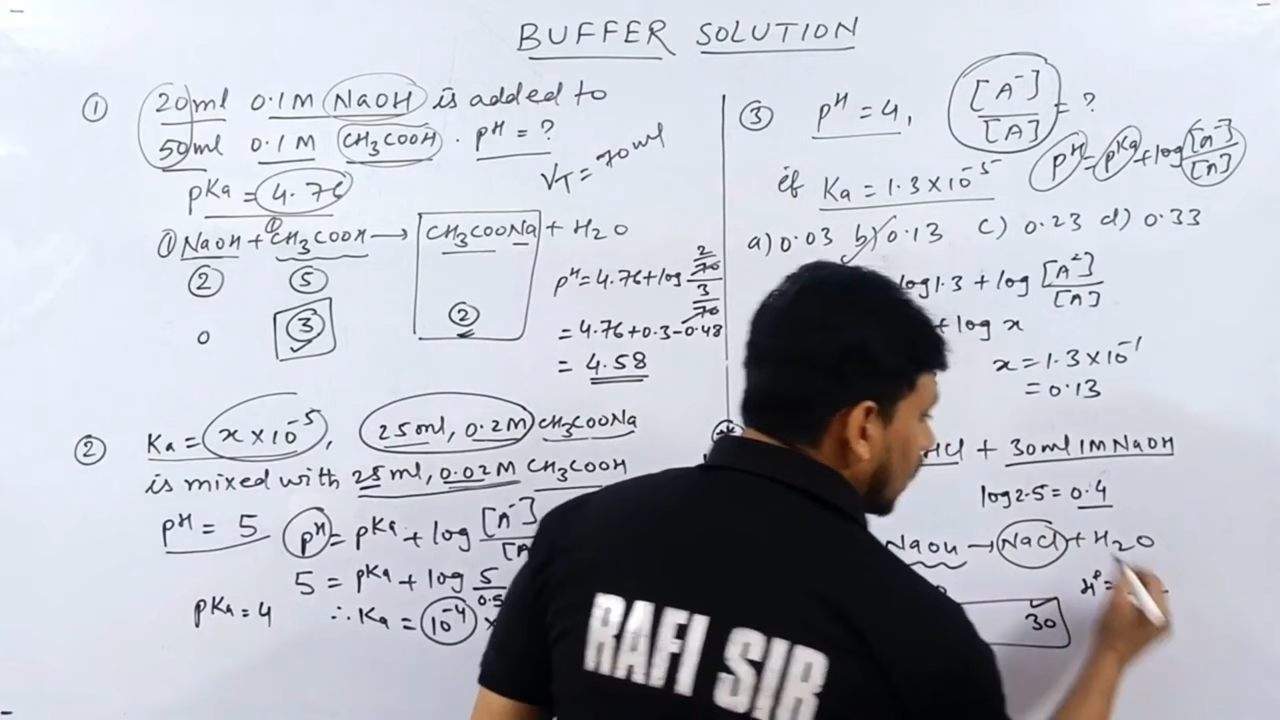 BUFFER SOLUTION
① 20ml 0.1M NaOH is added to
50ml 0.1M CH₃COOH. pH = ?
VT = 70ml
pKa = 4.76
① NaOH + ① CH₃COOH → CH₃COONa + H₂O
② ⑤
0 ③ ②
pH = 4.76 + log 2/70 / 3/70
= 4.76 + 0.3 - 0.48
= 4.58
② Ka = x × 10⁻⁵, 25ml, 0.2M CH₃COONa
is mixed with 25ml, 0.02M CH₃COOH
pH = 5 pH = pKa + log [A⁻]/[A
5 = pKa + log 5/0.5
pKa = 4 ∴ Ka = 10⁻⁴ ×
③ pH = 4, [A⁻]/[A] = ?
pH = pKa + log [A⁻]/[A]
if Ka = 1.3 × 10⁻⁵
a) 0.03 b) 0.13 c) 0.23 d) 0.33
log 1.3 + log [A⁻]/[A]
+ log x
x = 1.3 × 10⁻¹
= 0.13
HCl + 30ml 1M NaOH
log 2.5 = 0.4
NaOH → NaCl + H₂O
30
RAFI SIR